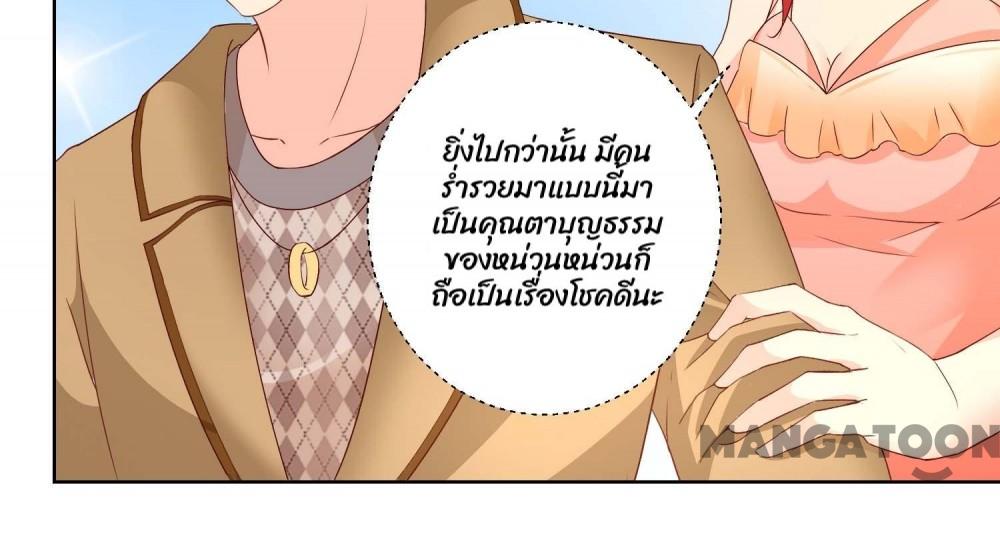 ยิ่งไปกว่านั้น มีคน
ร่ำรวยมาแบบนี้มา
เป็นคุณตาบุญธรรม
ของหน่วนหน่วนก็
ถือเป็นเรื่องโชคดีนะ
MANGATOON